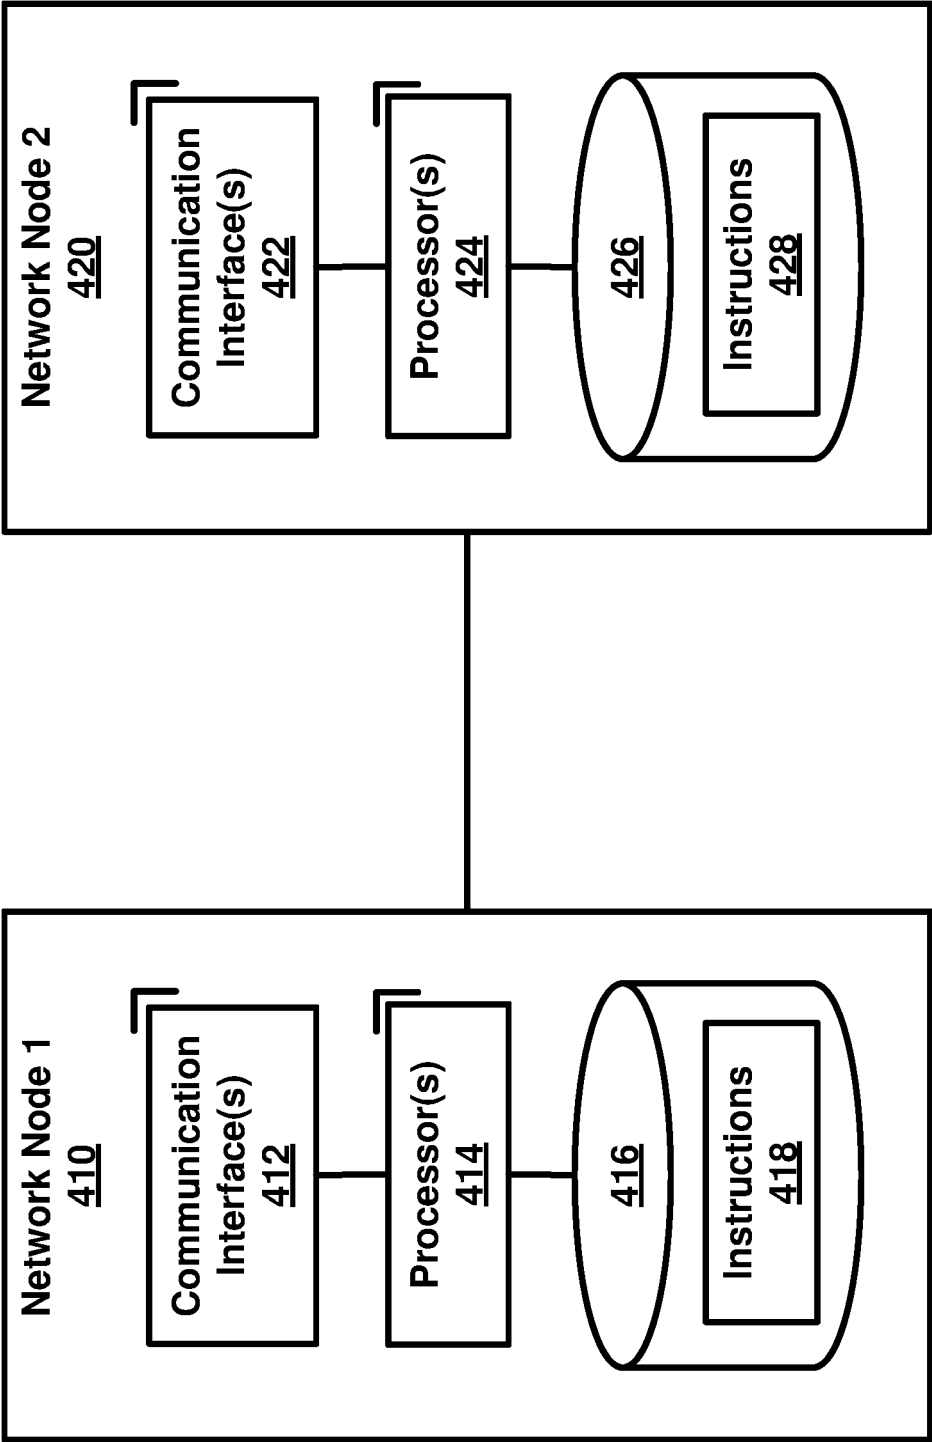 Network Node 1
410
Communication
Interface(s)
412
Processor(s)
414
416
Instructions
418
Network Node 2
420
Communication
Interface(s)
422
Processor(s)
424
426
Instructions
428